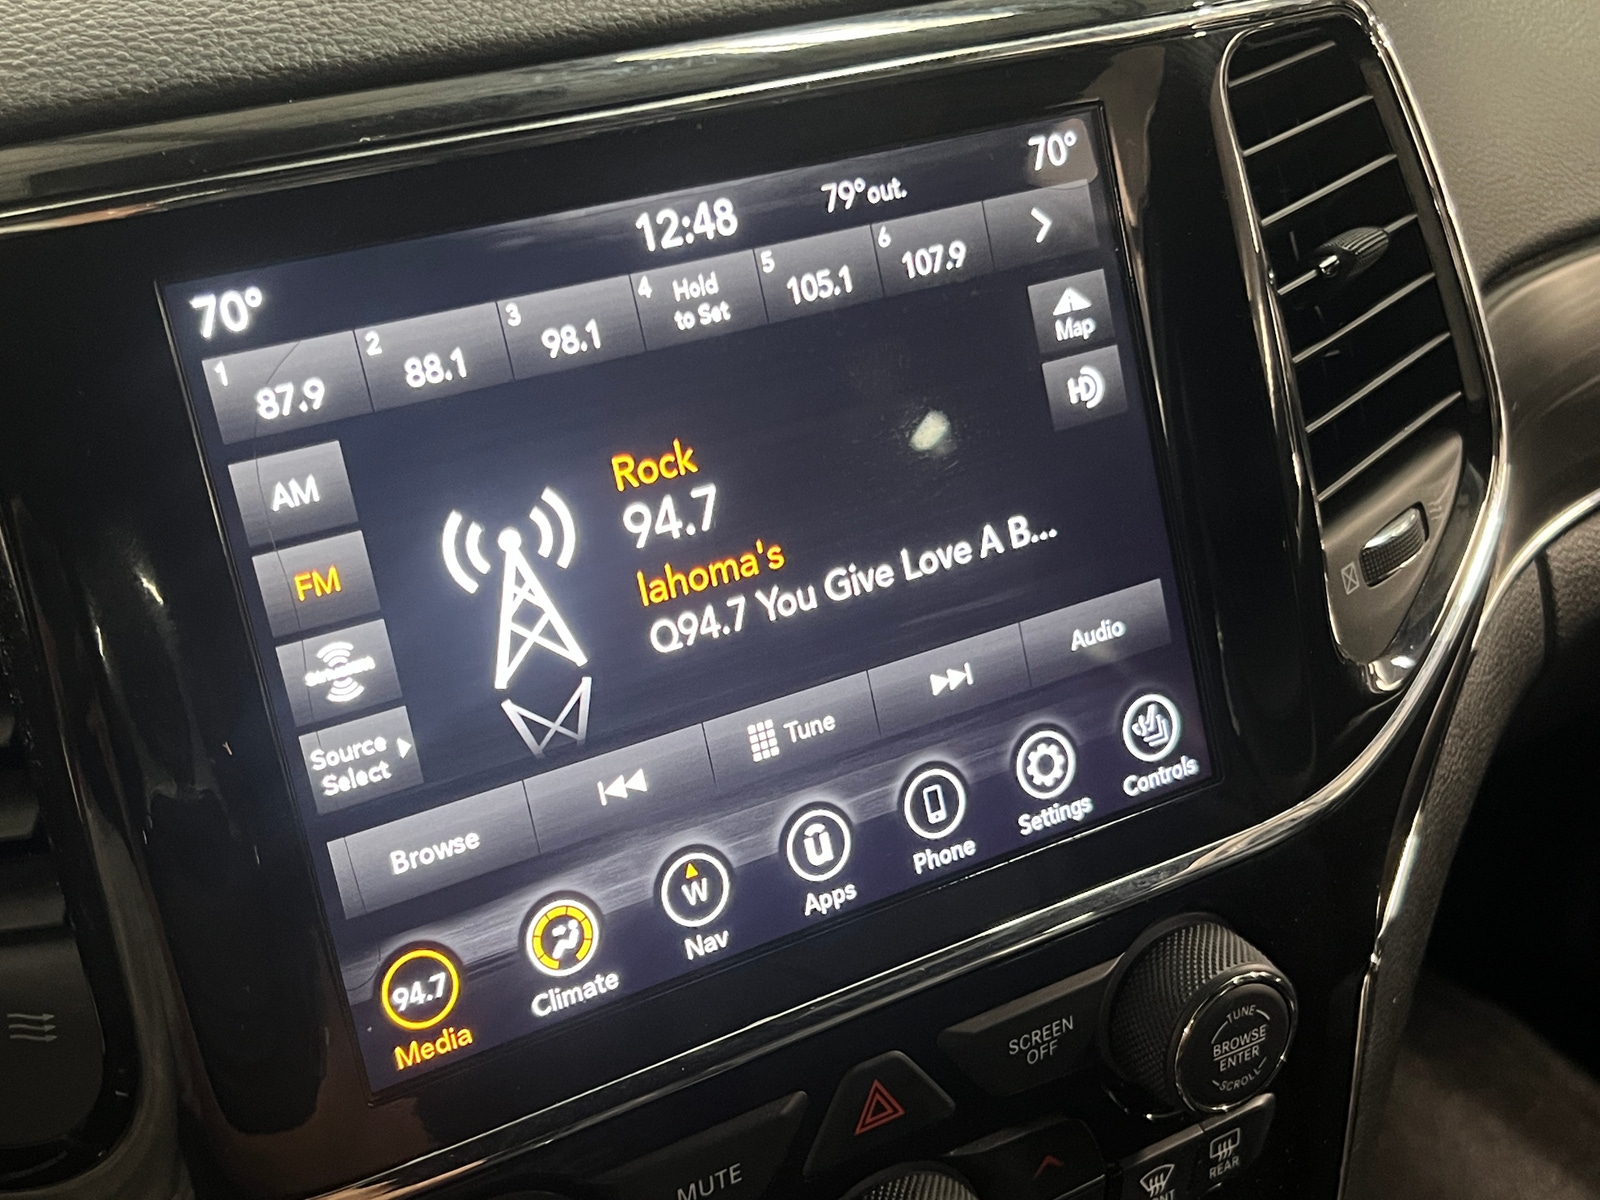 70°
12:48
79° out.
70°
1 87.9
2 88.1
3 98.1
4 Hold to Set
5 105.1
6 107.9
Map
HD
AM
FM
SiriusXM
Source
Select
Rock
94.7
lahoma's
Q94.7 You Give Love A B...
Browse
Tune
Audio
94.7
Media
Climate
W
Nav
Apps
Phone
Settings
Controls
SCREEN
OFF
TUNE
BROWSE
ENTER
SCROLL
MUTE
REAR